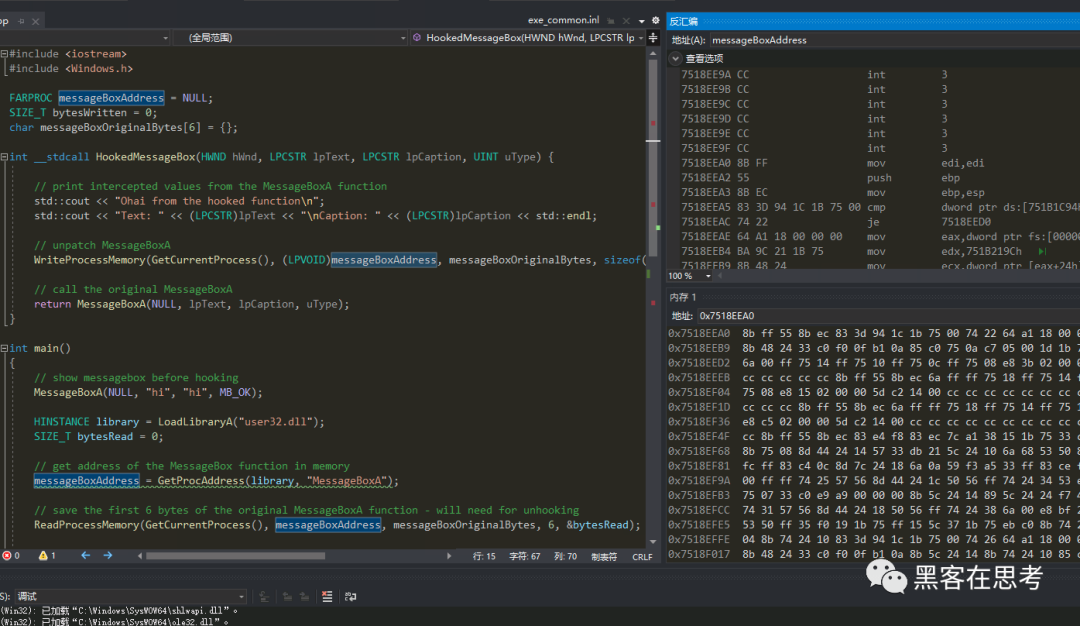 pp
exe_common.inl
(全局范围)
HookedMessageBox(HWND hWnd, LPCSTR lp
#include <iostream>
#include <Windows.h>
FARPROC messageBoxAddress = NULL;
SIZE_T bytesWritten = 0;
char messageBoxOriginalBytes[6] = {};
int __stdcall HookedMessageBox(HWND hWnd, LPCSTR lpText, LPCSTR lpCaption, UINT uType) {
// print intercepted values from the MessageBoxA function
std::cout << "Ohai from the hooked function\n";
std::cout << "Text: " << (LPCSTR)lpText << "\nCaption: " << (LPCSTR)lpCaption << std::endl;
// unpatch MessageBoxA
WriteProcessMemory(GetCurrentProcess(), (LPVOID)messageBoxAddress, messageBoxOriginalBytes, sizeof(
// call the original MessageBoxA
return MessageBoxA(NULL, lpText, lpCaption, uType);
}
int main()
{
// show messagebox before hooking
MessageBoxA(NULL, "hi", "hi", MB_OK);
HINSTANCE library = LoadLibraryA("user32.dll");
SIZE_T bytesRead = 0;
// get address of the MessageBox function in memory
messageBoxAddress = GetProcAddress(library, "MessageBoxA");
// save the first 6 bytes of the original MessageBoxA function - will need for unhooking
ReadProcessMemory(GetCurrentProcess(), messageBoxAddress, messageBoxOriginalBytes, 6, &bytesRead);
0 1 行: 15 字符: 67 列: 70 制表符 CRLF
反汇编
地址(A): messageBoxAddress
查看选项
7518EE9A CC int 3
7518EE9B CC int 3
7518EE9C CC int 3
7518EE9D CC int 3
7518EE9E CC int 3
7518EE9F CC int 3
7518EEA0 8B FF mov edi,edi
7518EEA2 55 push ebp
7518EEA3 8B EC mov ebp,esp
7518EEA5 83 3D 94 1C 1B 75 00 cmp dword ptr ds:[751B1C94h
7518EEAC 74 22 je 7518EED0
7518EEAE 64 A1 18 00 00 00 mov eax,dword ptr fs:[00000
7518EEB4 BA 9C 21 1B 75 mov edx,751B219Ch
7518EEB9 8B 48 24 mov ecx,dword ptr [eax+24h]
100 %
内存 1
地址: 0x7518EEA0
0x7518EEA0 8b ff 55 8b ec 83 3d 94 1c 1b 75 00 74 22 64 a1 18 00 0
0x7518EEB9 8b 48 24 33 c0 f0 0f b1 0a 85 c0 75 0a c7 05 00 1d 1b 7
0x7518EED2 6a 00 ff 75 14 ff 75 10 ff 75 0c ff 75 08 e8 3b 02 00 0
0x7518EEEB cc cc cc cc cc 8b ff 55 8b ec 6a ff ff 75 18 ff 75 14 f
0x7518EF04 75 08 e8 15 02 00 00 5d c2 14 00 cc cc cc cc cc cc cc c
0x7518EF1D cc cc cc 8b ff 55 8b ec 6a ff ff 75 18 ff 75 14 ff 75 1
0x7518EF36 e8 c5 02 00 00 5d c2 14 00 cc cc cc cc cc cc cc cc cc c
0x7518EF4F cc 8b ff 55 8b ec 83 e4 f8 83 ec 7c a1 38 15 1b 75 33 c
0x7518EF68 8b 75 08 8d 44 24 14 57 33 db 21 5c 24 10 6a 68 53 50 8
0x7518EF81 fc ff 83 c4 0c 8d 7c 24 18 6a 0a 59 f3 a5 33 ff 83 ce f
0x7518EF9A 00 ff ff 74 25 57 56 8d 44 24 1c 50 56 ff 74 24 34 53 e
0x7518EFB3 75 07 33 c0 e9 a9 00 00 00 8b 5c 24 14 89 5c 24 24 f7 4
0x7518EFCC 74 31 57 56 8d 44 24 18 50 56 ff 74 24 38 6a 00 e8 bf 2
0x7518EFE5 53 50 ff 35 f0 19 1b 75 ff 15 5c 37 1b 75 eb c0 8b 74 2
0x7518EFFE 04 8b 74 24 10 83 3d 94 1c 1b 75 00 74 26 64 a1 18 00 0
0x7518F017 8b 48 24 33 c0 f0 0f b1 0a 8b 5c 24 14 8b 74 24 10 85 c
黑客在思考
S): 调试
(Win32): 已加载“C:\Windows\SysWOW64\shlwapi.dll”。
(Win32): 已加载“C:\Windows\SysWOW64\ole32.dll”。